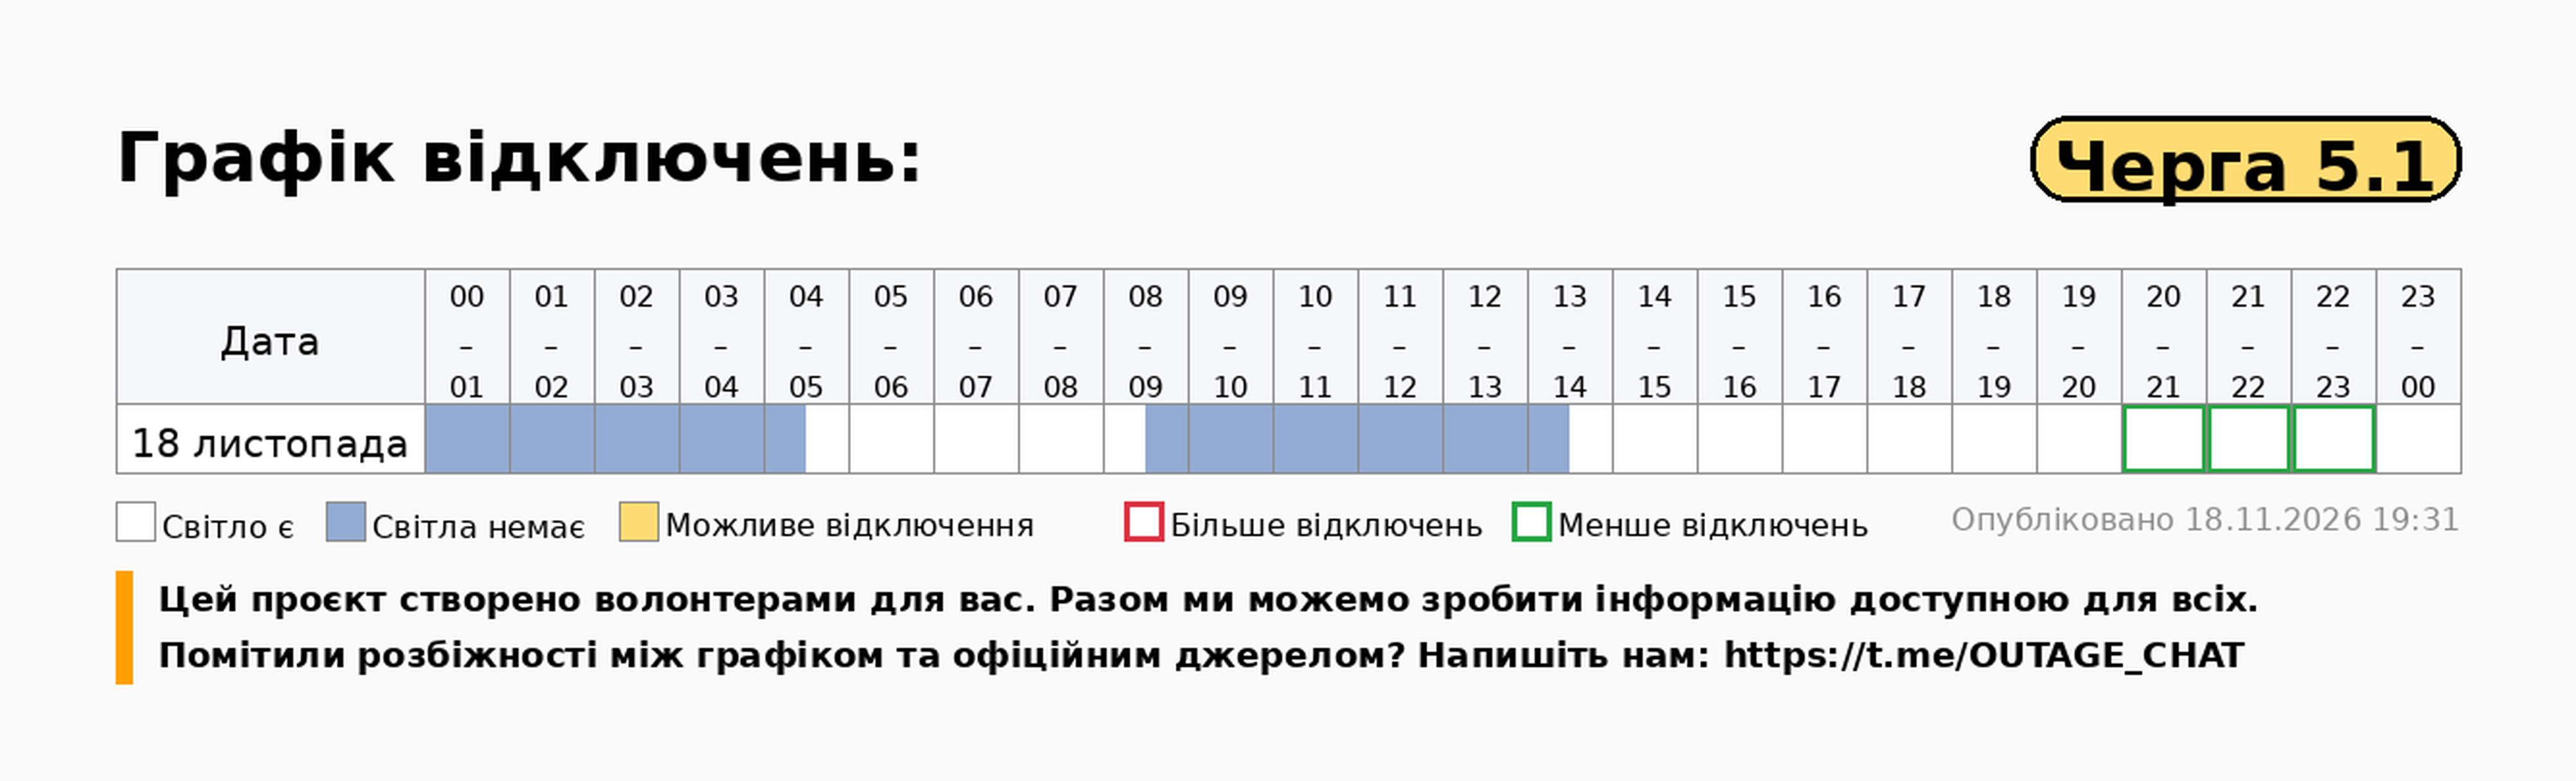 Графік відключень:
Черга 5.1
Дата
00 – 01
01 – 02
02 – 03
03 – 04
04 – 05
05 – 06
06 – 07
07 – 08
08 – 09
09 – 10
10 – 11
11 – 12
12 – 13
13 – 14
14 – 15
15 – 16
16 – 17
17 – 18
18 – 19
19 – 20
20 – 21
21 – 22
22 – 23
23 – 00
18 листопада
Світло є
Світла немає
Можливе відключення
Більше відключень
Менше відключень
Опубліковано 18.11.2026 19:31
Цей проєкт створено волонтерами для вас. Разом ми можемо зробити інформацію доступною для всіх.
Помітили розбіжності між графіком та офіційним джерелом? Напишіть нам: https://t.me/OUTAGE_CHAT